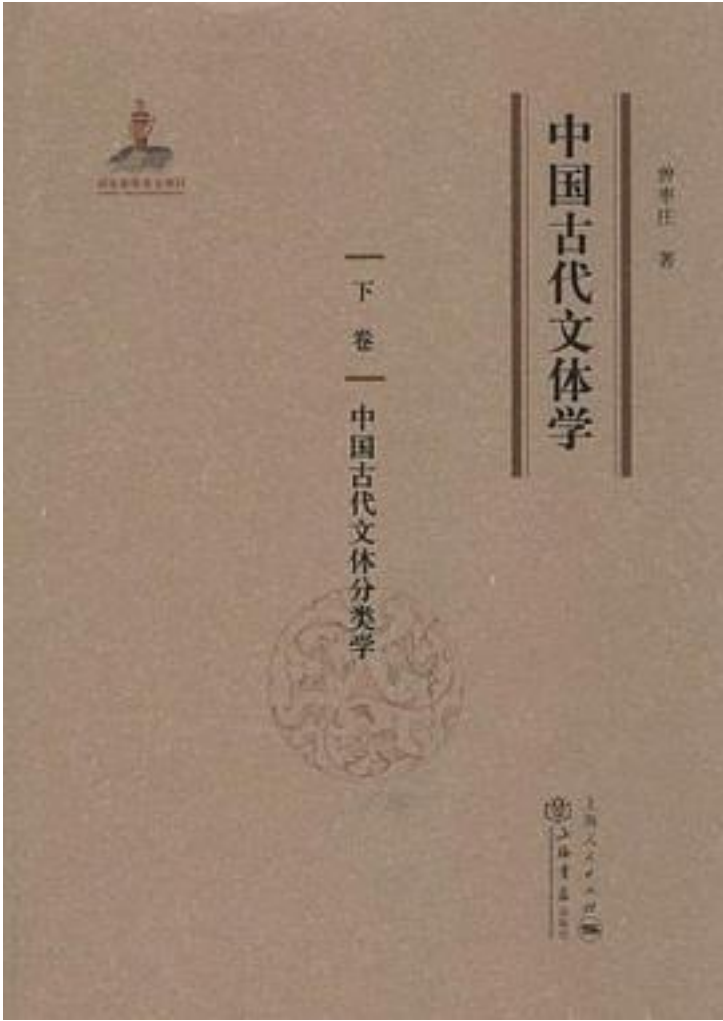 曾枣庄 著
中国古代文体学
下卷
中国古代文体分类学
上海人民出版社
上海书店出版社